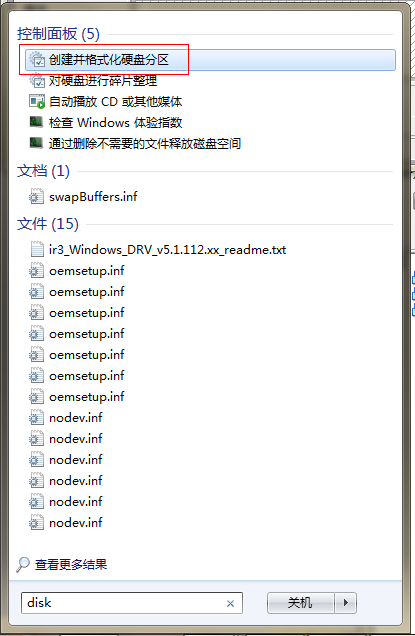 控制面板 (5)
创建并格式化硬盘分区
对硬盘进行碎片整理
自动播放 CD 或其他媒体
检查 Windows 体验指数
通过删除不需要的文件释放磁盘空间
文档 (1)
swapBuffers.inf
文件 (15)
ir3_Windows_DRV_v5.1.112.xx_readme.txt
oemsetup.inf
oemsetup.inf
oemsetup.inf
oemsetup.inf
oemsetup.inf
oemsetup.inf
oemsetup.inf
nodev.inf
nodev.inf
nodev.inf
nodev.inf
nodev.inf
nodev.inf
查看更多结果
disk
关机